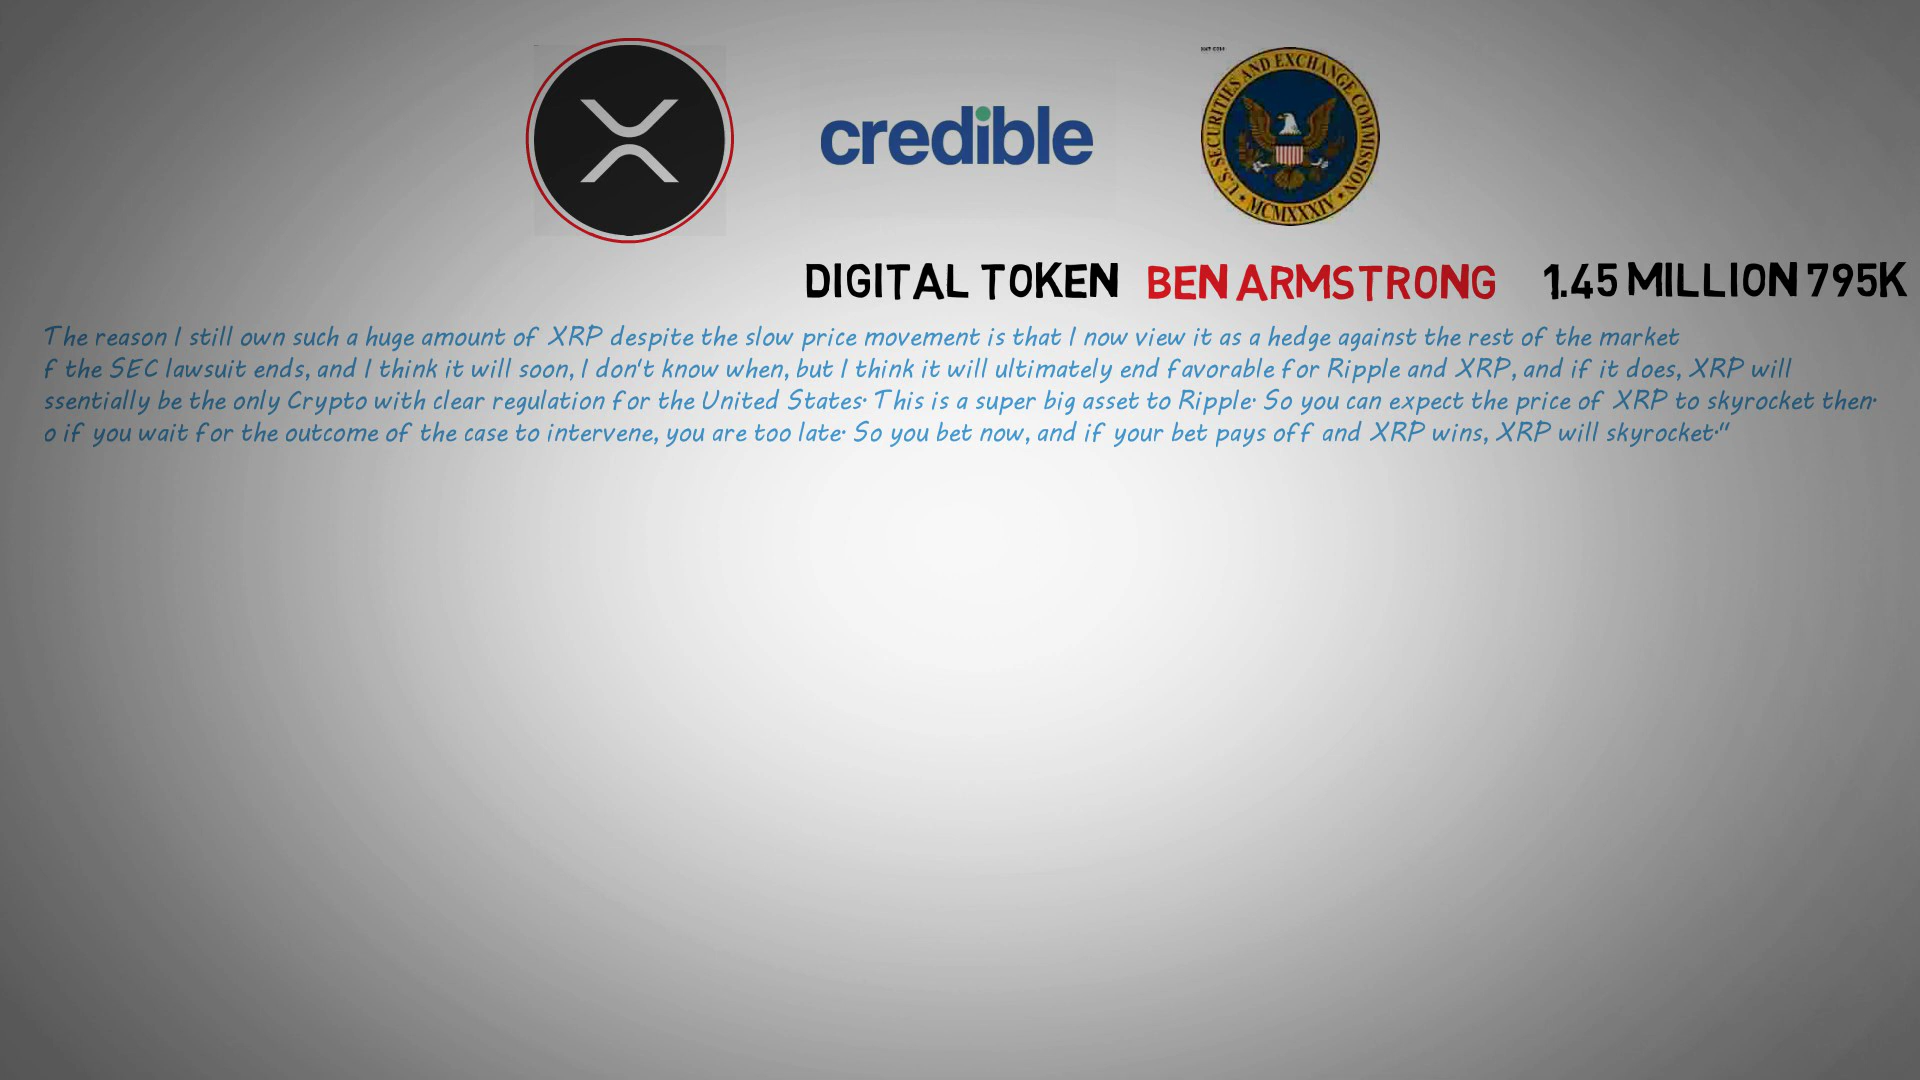 credible
U.S. SECURITIES AND EXCHANGE COMMISSION
MCMXXXIV
DIGITAL TOKEN BEN ARMSTRONG 1.45 MILLION 795K
The reason I still own such a huge amount of XRP despite the slow price movement is that I now view it as a hedge against the rest of the market
f the SEC lawsuit ends, and I think it will soon, I don't know when, but I think it will ultimately end favorable for Ripple and XRP, and if it does, XRP will
ssentially be the only Crypto with clear regulation for the United States. This is a super big asset to Ripple. So you can expect the price of XRP to skyrocket then.
o if you wait for the outcome of the case to intervene, you are too late. So you bet now, and if your bet pays off and XRP wins, XRP will skyrocket."